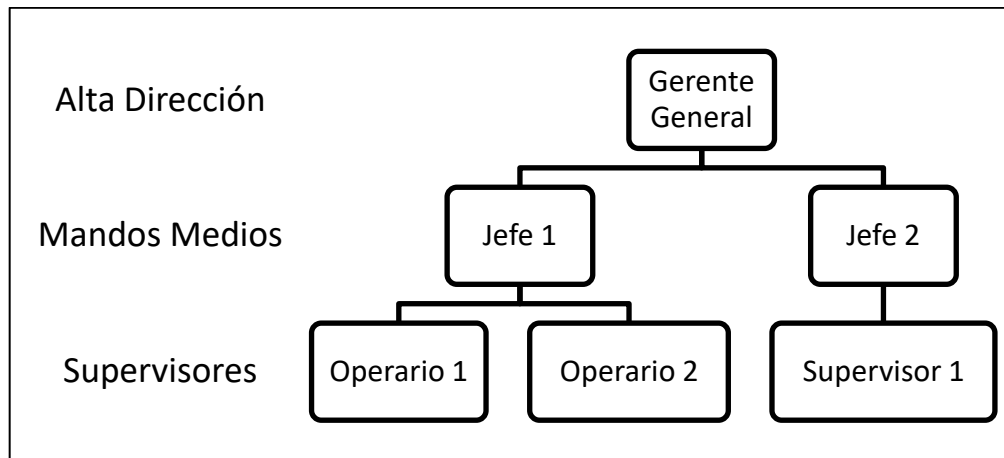 Alta Dirección
Gerente
General
Mandos Medios
Jefe 1
Jefe 2
Supervisores
Operario 1
Operario 2
Supervisor 1